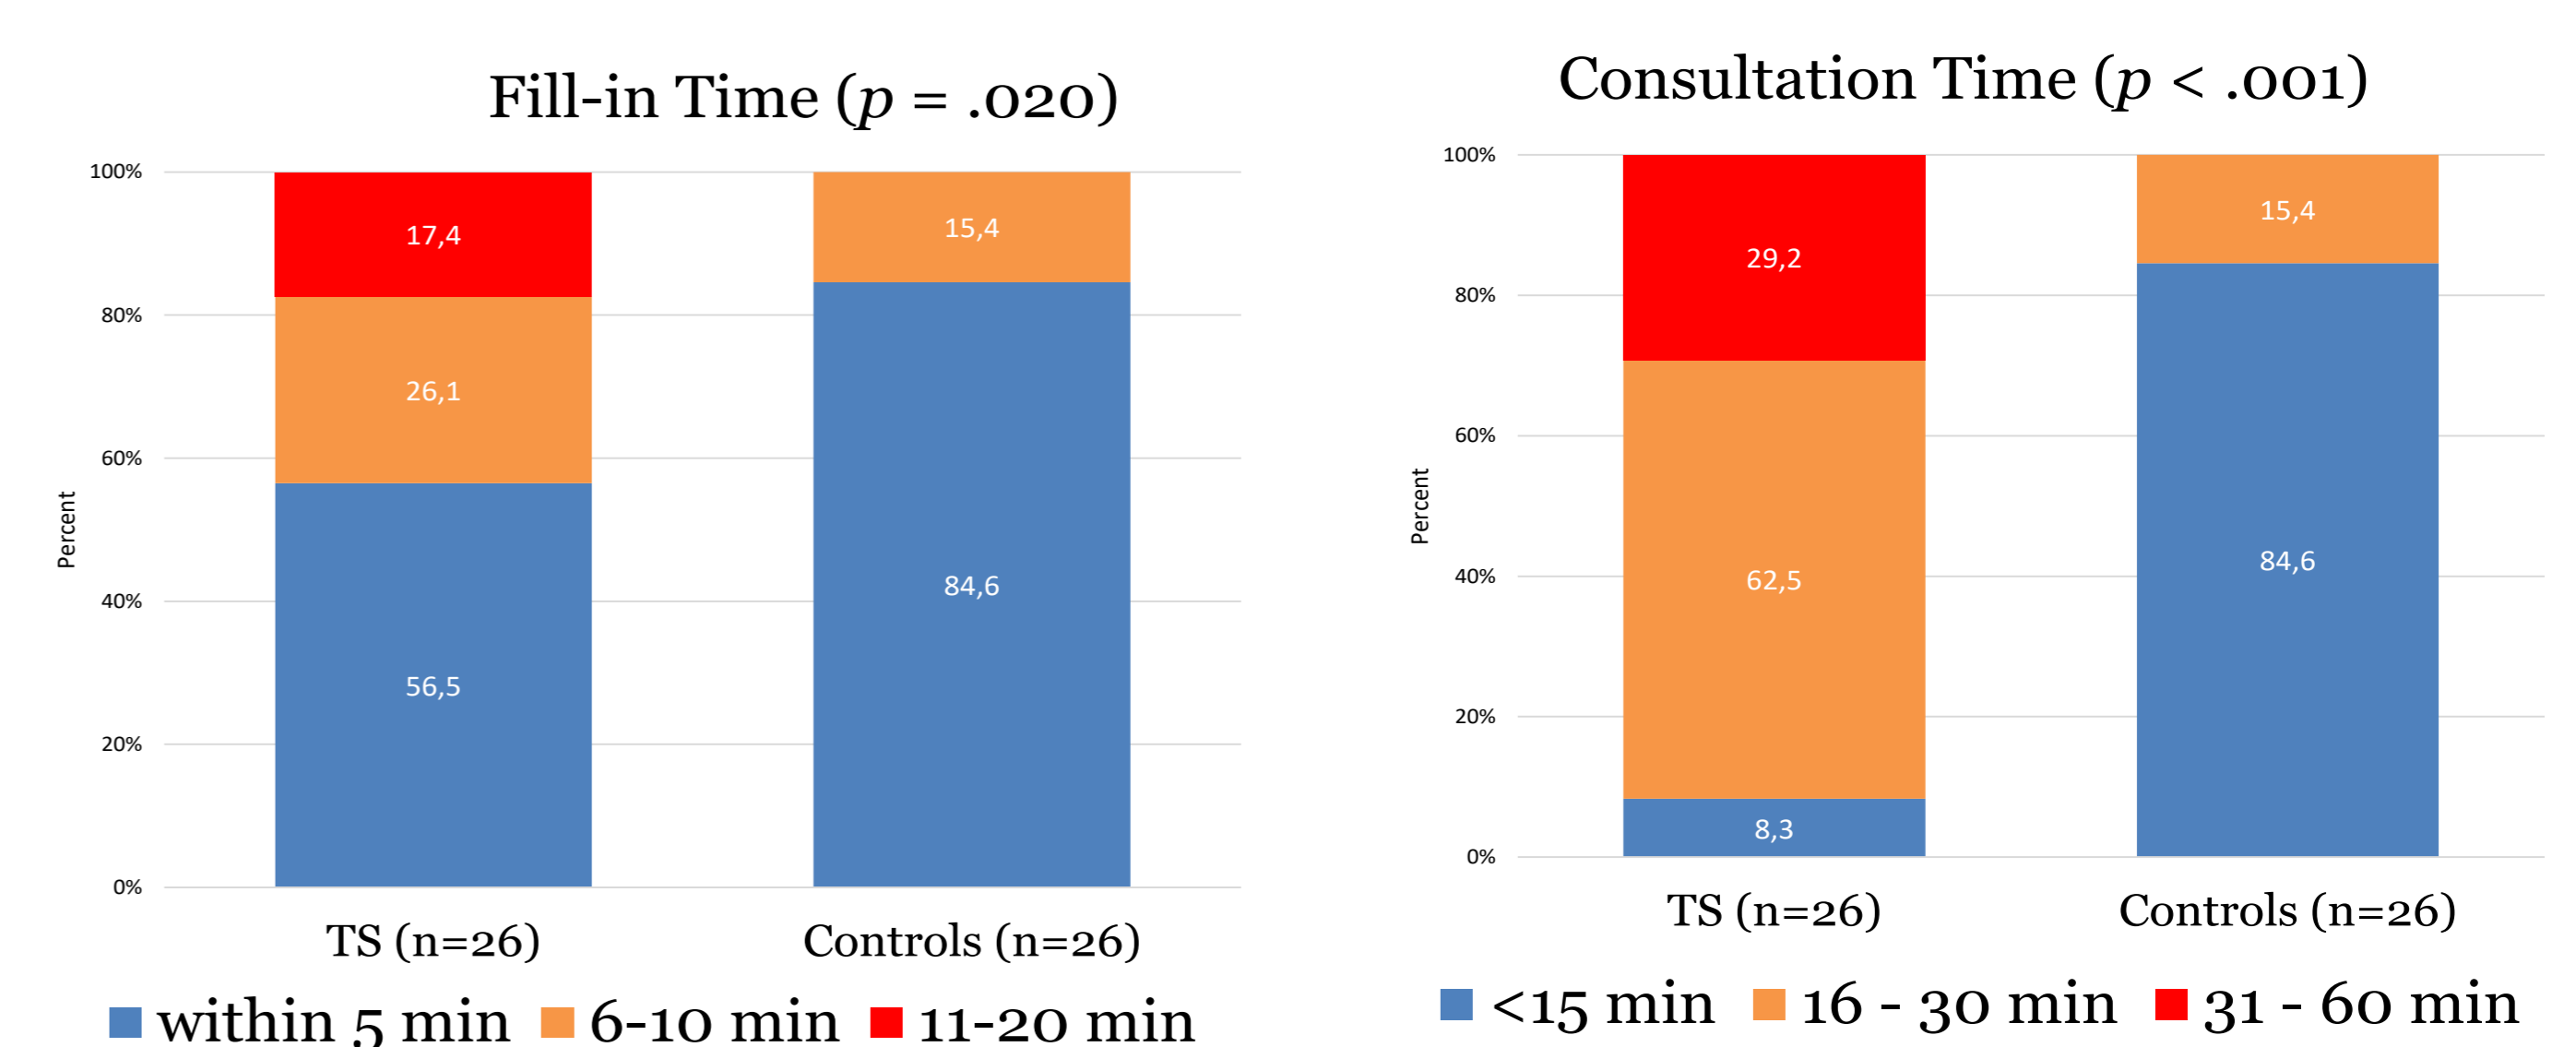 Fill-in Time (p = .020)
100%
80%
60%
40%
20%
0%
Percent
17,4
26,1
56,5
15,4
84,6
TS (n=26)
Controls (n=26)
within 5 min
6-10 min
11-20 min
Consultation Time (p < .001)
100%
80%
60%
40%
20%
0%
Percent
29,2
62,5
8,3
15,4
84,6
TS (n=26)
Controls (n=26)
<15 min
16 - 30 min
31 - 60 min